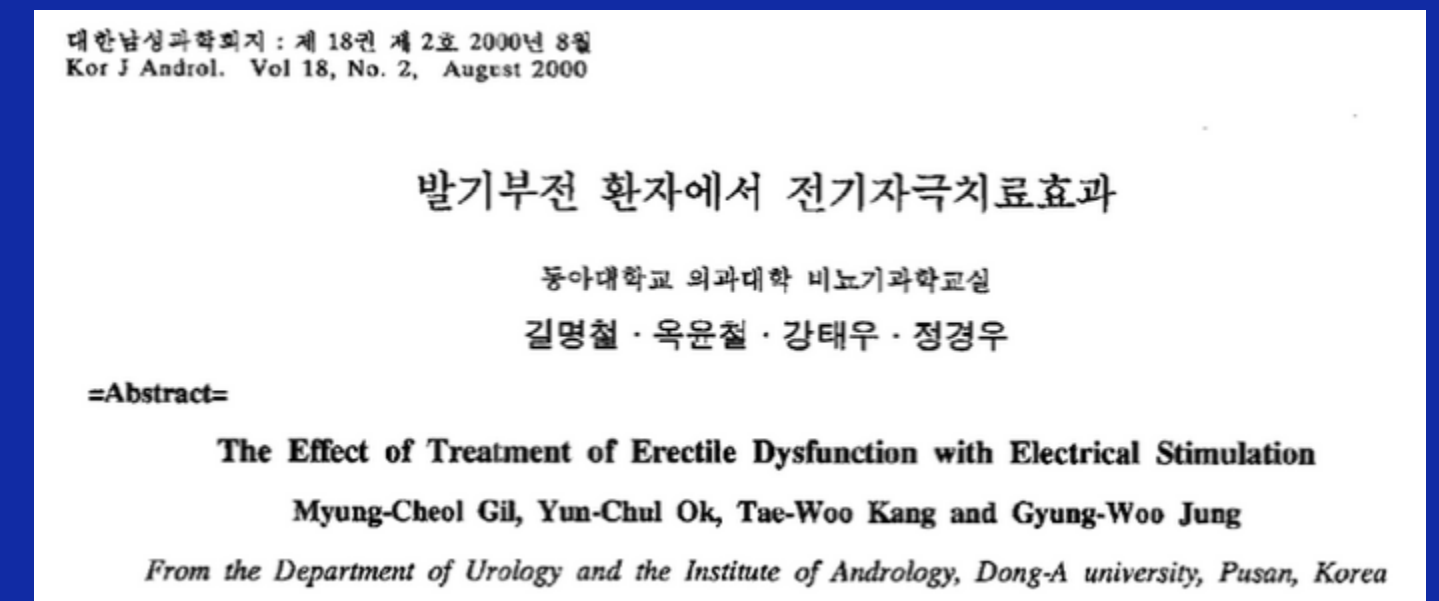 대한남성과학회지 : 제 18권 제 2호 2000년 8월
Kor J Androl. Vol 18, No. 2, August 2000
발기부전 환자에서 전기자극치료효과
동아대학교 의과대학 비뇨기과학교실
길명철 · 옥윤철 · 강태우 · 정경우
=Abstract=
The Effect of Treatment of Erectile Dysfunction with Electrical Stimulation
Myung-Cheol Gil, Yun-Chul Ok, Tae-Woo Kang and Gyung-Woo Jung
From the Department of Urology and the Institute of Andrology, Dong-A university, Pusan, Korea